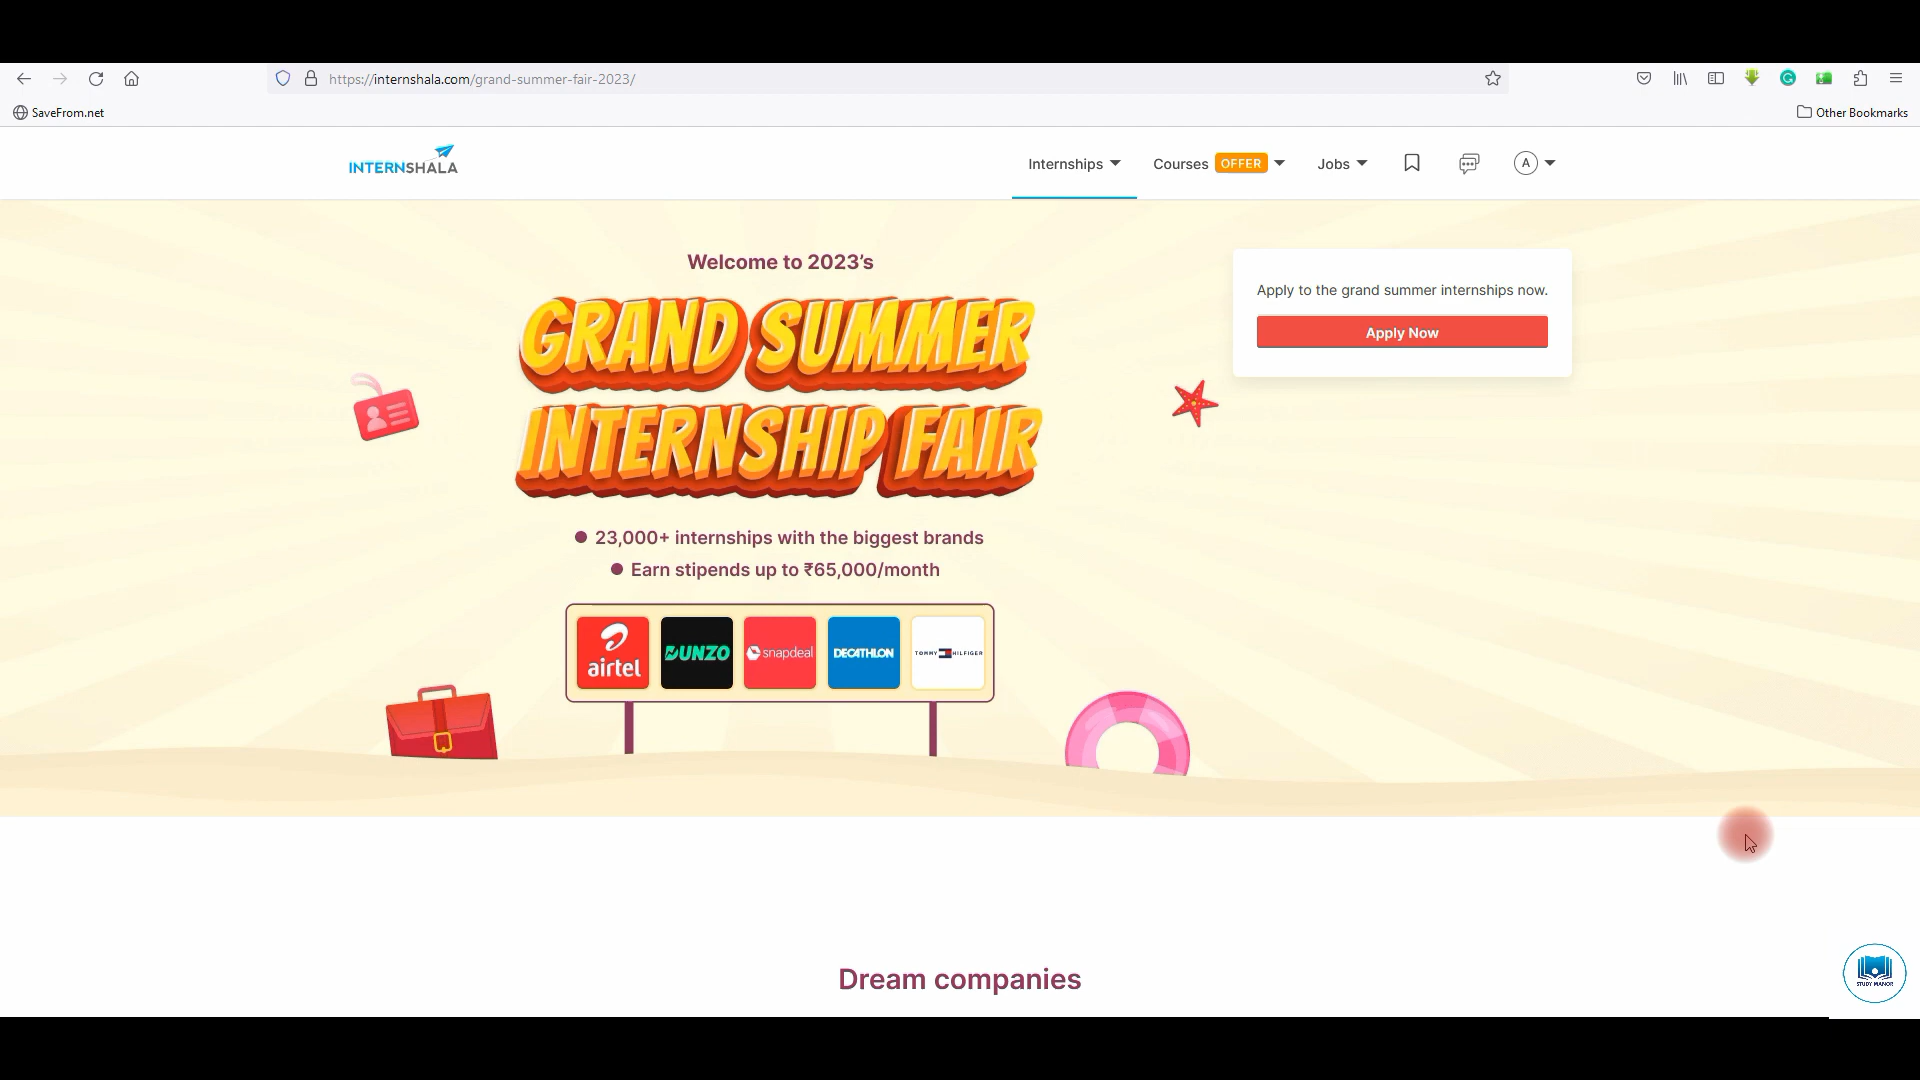 https://internshala.com/grand-summer-fair-2023/
SaveFrom.net
Other Bookmarks
INTERNSHALA
Internships
Courses OFFER
Jobs
A
Welcome to 2023's
GRAND SUMMER
INTERNSHIP FAIR
Apply to the grand summer internships now.
Apply Now
23,000+ internships with the biggest brands
Earn stipends up to ₹65,000/month
airtel
DUNZO
snapdeal
DECATHLON
TOMMY HILFIGER
Dream companies
STUDY MANOR